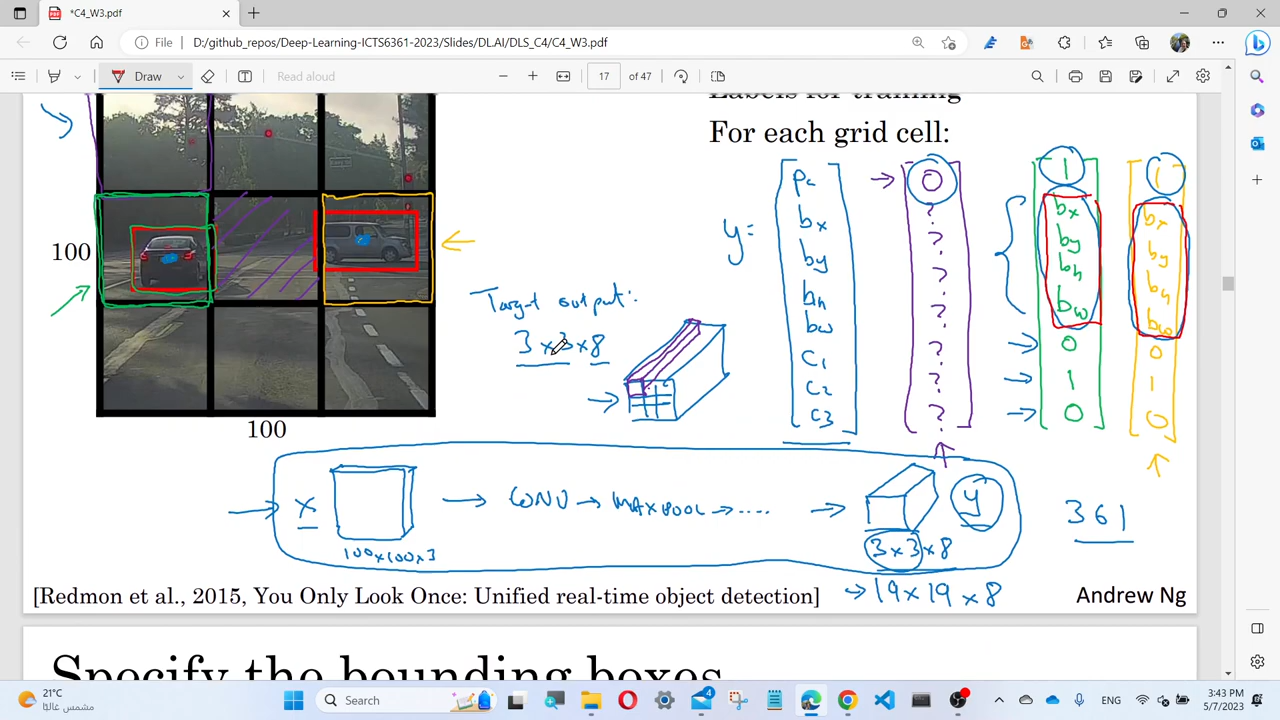 *C4_W3.pdf
File
D:/github_repos/Deep-Learning-ICTS6361-2023/Slides/DL.AI/DLS_C4/C4_W3.pdf
Draw
Read aloud
17 of 47
Labels for training
For each grid cell:
100
100
Target output:
3 x 3 x 8
y =
pc
bx
by
bh
bw
c1
c2
c3
0
?
?
?
?
?
?
?
1
bx
by
bh
bw
0
1
0
1
bx
by
bh
bw
0
1
0
x
100x100x3
CONV → MAXPOOL → ....
3 x 3 x 8
y
361
→ 19 x 19 x 8
[Redmon et al., 2015, You Only Look Once: Unified real-time object detection]
Andrew Ng
Specify the bounding boxes
21°C
مشمس غالبًا
Search
4
ENG
3:43 PM
5/7/2023